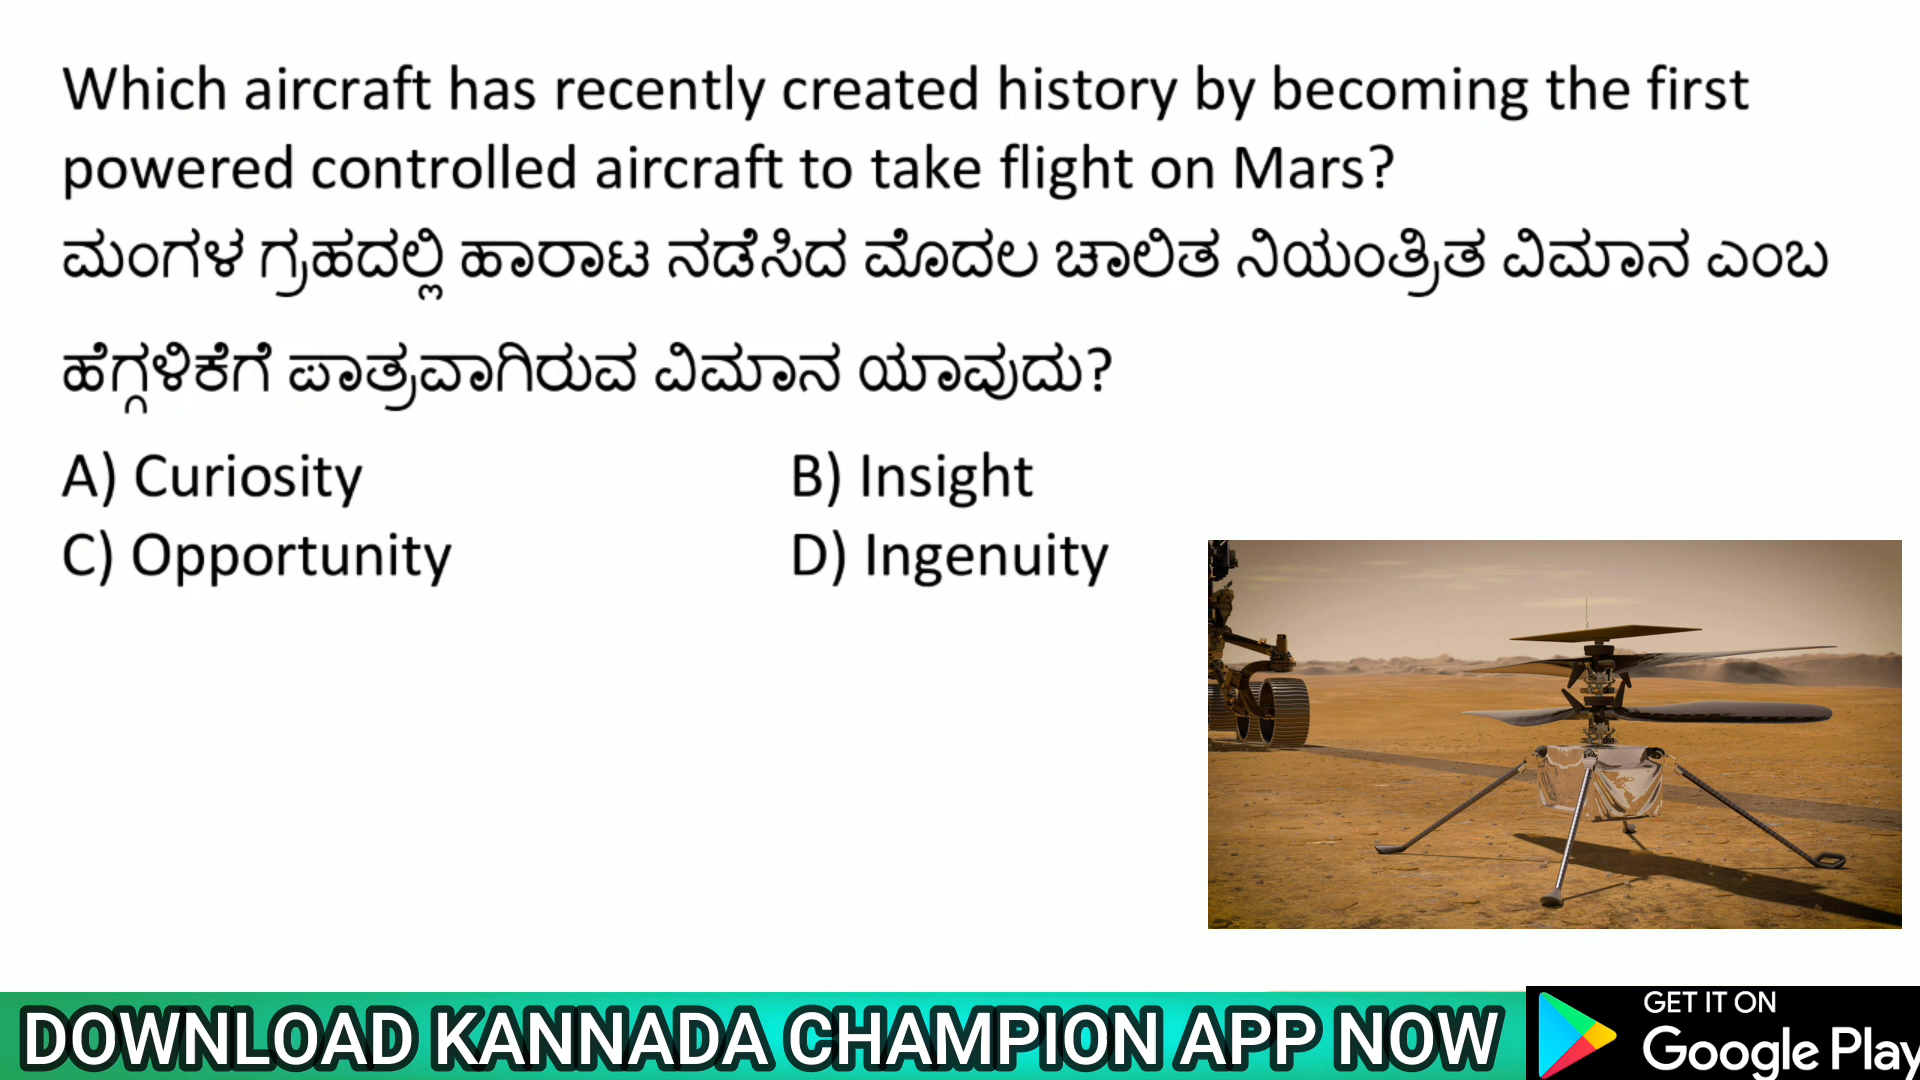 Which aircraft has recently created history by becoming the first
powered controlled aircraft to take flight on Mars?
ಮಂಗಳ ಗ್ರಹದಲ್ಲಿ ಹಾರಾಟ ನಡೆಸಿದ ಮೊದಲ ಚಾಲಿತ ನಿಯಂತ್ರಿತ ವಿಮಾನ ಎಂಬ
ಹೆಗ್ಗಳಿಕೆಗೆ ಪಾತ್ರವಾಗಿರುವ ವಿಮಾನ ಯಾವುದು?
A) Curiosity B) Insight
C) Opportunity D) Ingenuity
DOWNLOAD KANNADA CHAMPION APP NOW
GET IT ON
Google Play